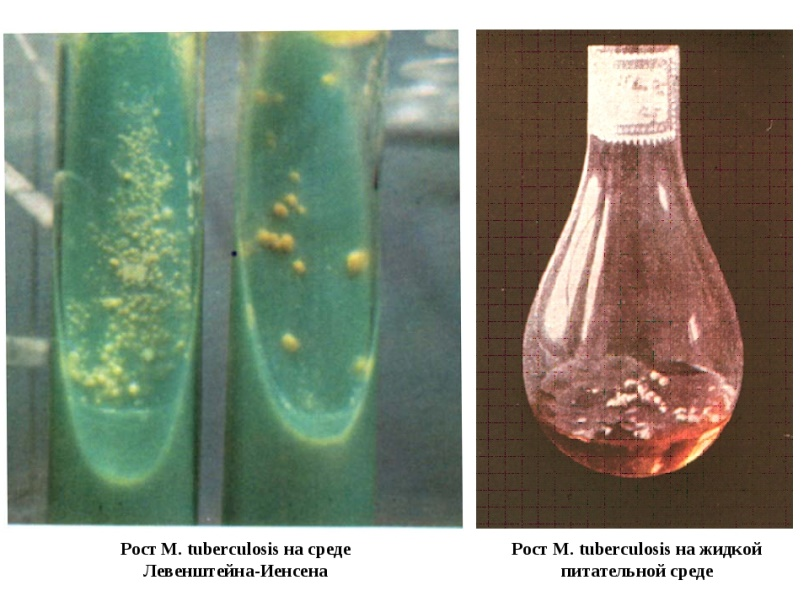 Рост M. tuberculosis на среде
Левенштейна-Иенсена
Рост M. tuberculosis на жидкой
питательной среде